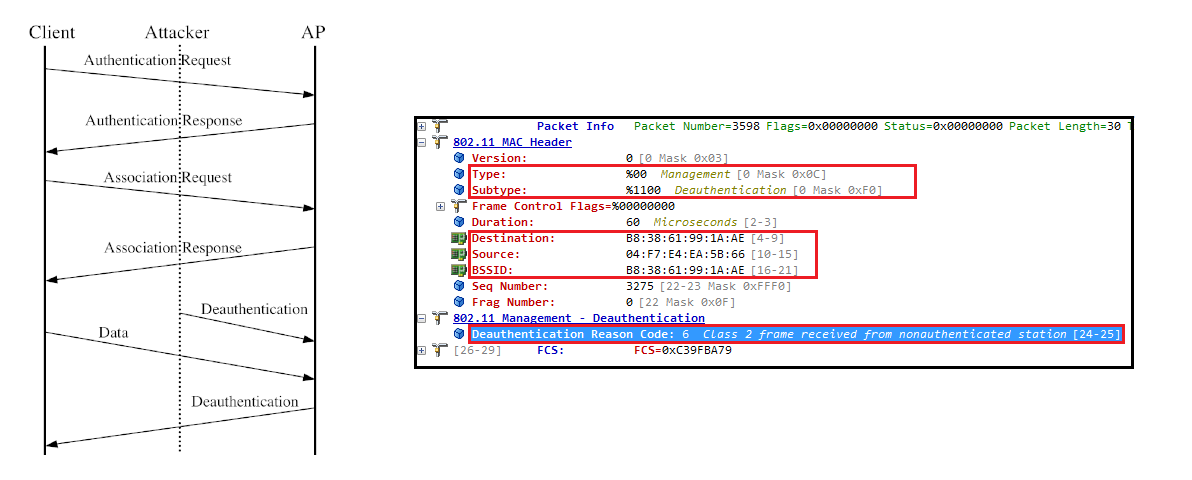 Client Attacker AP
Authentication Request
Authentication Response
Association Request
Association Response
Deauthentication
Data
Deauthentication
Packet Info Packet Number=3598 Flags=0x00000000 Status=0x00000000 Packet Length=30
802.11 MAC Header
Version: 0 [0 Mask 0x03]
Type: %00 Management [0 Mask 0x0C]
Subtype: %1100 Deauthentication [0 Mask 0xF0]
Frame Control Flags=%00000000
Duration: 60 Microseconds [2-3]
Destination: B8:38:61:99:1A:AE [4-9]
Source: 04:F7:E4:EA:5B:66 [10-15]
BSSID: B8:38:61:99:1A:AE [16-21]
Seq Number: 3275 [22-23 Mask 0xFFF0]
Frag Number: 0 [22 Mask 0x0F]
802.11 Management - Deauthentication
Deauthentication Reason Code: 6 Class 2 frame received from nonauthenticated station [24-25]
[26-29] FCS: FCS=0xC39FBA79